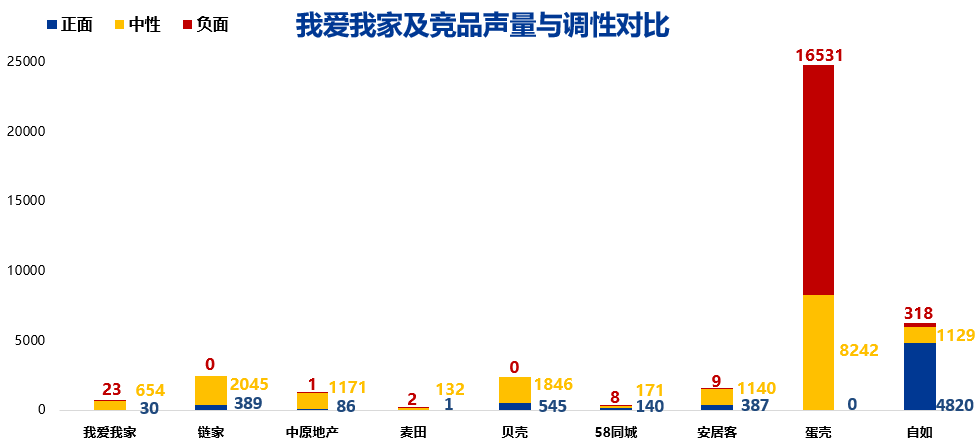 我爱我家及竞品声量与调性对比
正面 中性 负面
25000
20000
15000
10000
5000
0
23 654 30
0 2045 389
1 1171 86
2 132 1
0 1846 545
8 171 140
9 1140 387
16531 8242 0
318 1129 4820
我爱我家 链家 中原地产 麦田 贝壳 58同城 安居客 蛋壳 自如